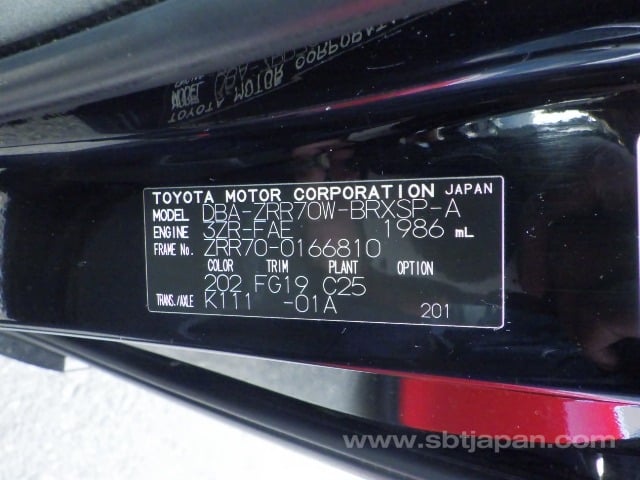 TOYOTA MOTOR CORPORATION JAPAN
MODEL DBA-ZRR70W-BRXSP-A
ENGINE 3ZR-FAE 1986 mL
FRAME No. ZRR70-0166810
COLOR TRIM PLANT OPTION
202 FG19 C25
TRANS./AXLE K111 -01A 201
www.sbtjapan.com